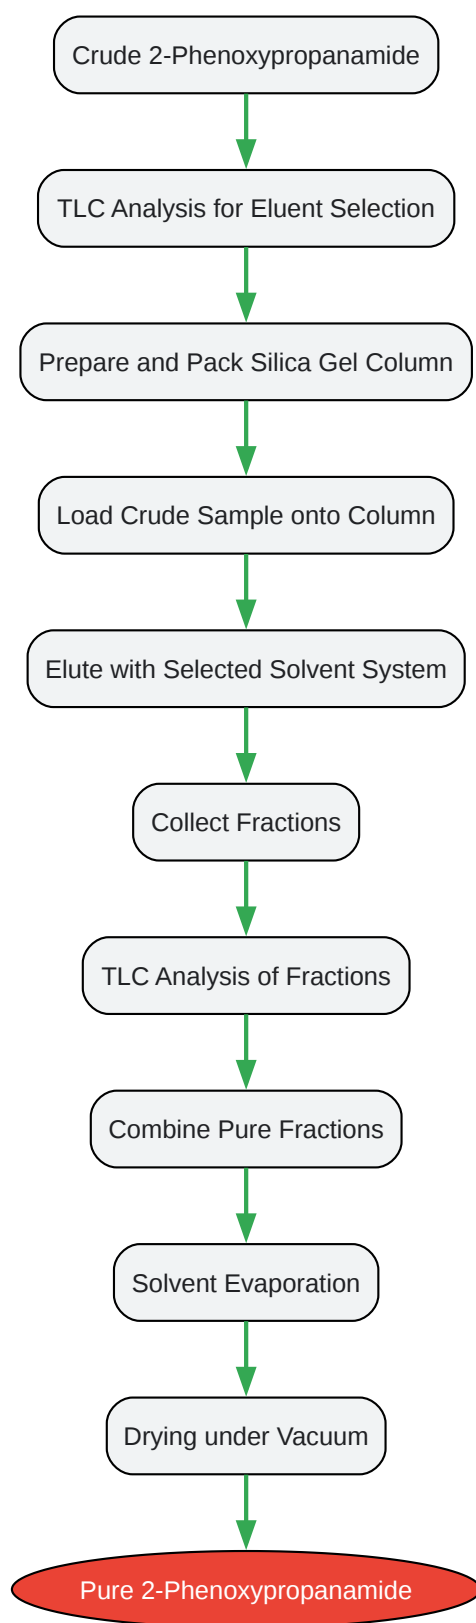 Crude 2-Phenoxypropanamide
TLC Analysis for Eluent Selection
Prepare and Pack Silica Gel Column
Load Crude Sample onto Column
Elute with Selected Solvent System
Collect Fractions
TLC Analysis of Fractions
Combine Pure Fractions
Solvent Evaporation
Drying under Vacuum
Pure 2-Phenoxypropanamide